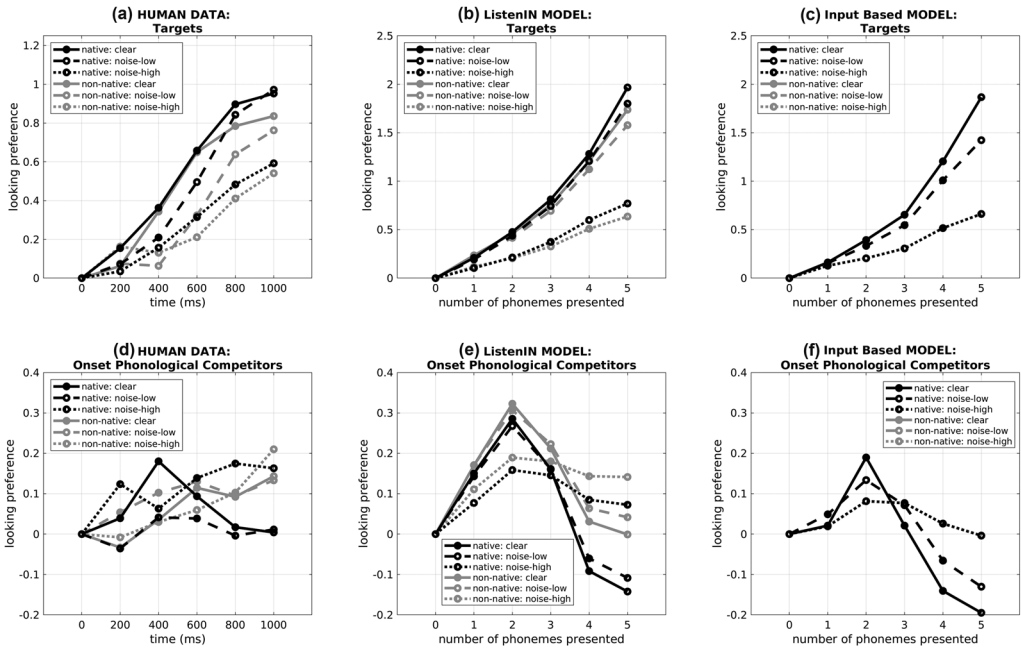 (a) HUMAN DATA:
Targets
looking preference
1.2
1
0.8
0.6
0.4
0.2
0
native: clear
native: noise-low
native: noise-high
non-native: clear
non-native: noise-low
non-native: noise-high
0 200 400 600 800 1000
time (ms)
(b) ListenIN MODEL:
Targets
looking preference
2.5
2
1.5
1
0.5
0
native: clear
native: noise-low
native: noise-high
non-native: clear
non-native: noise-low
non-native: noise-high
0 1 2 3 4 5
number of phonemes presented
(c) Input Based MODEL:
Targets
looking preference
2.5
2
1.5
1
0.5
0
native: clear
native: noise-low
native: noise-high
non-native: clear
non-native: noise-low
non-native: noise-high
0 1 2 3 4 5
number of phonemes presented
(d) HUMAN DATA:
Onset Phonological Competitors
looking preference
0.4
0.3
0.2
0.1
0
-0.1
-0.2
native: clear
native: noise-low
native: noise-high
non-native: clear
non-native: noise-low
non-native: noise-high
0 200 400 600 800 1000
time (ms)
(e) ListenIN MODEL:
Onset Phonological Competitors
looking preference
0.4
0.3
0.2
0.1
0
-0.1
-0.2
native: clear
native: noise-low
native: noise-high
non-native: clear
non-native: noise-low
non-native: noise-high
0 1 2 3 4 5
number of phonemes presented
(f) Input Based MODEL:
Onset Phonological Competitors
looking preference
0.4
0.3
0.2
0.1
0
-0.1
-0.2
native: clear
native: noise-low
native: noise-high
non-native: clear
non-native: noise-low
non-native: noise-high
0 1 2 3 4 5
number of phonemes presented